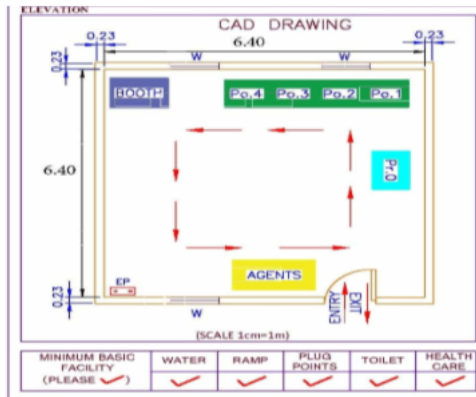 ELEVATION
CAD DRAWING
0.23 6.40 0.23
0.23 W W
BOOTH Po.4 Po.3 Po.2 Po.1
6.40 Pr.O
AGENTS
EP
0.23 W ENTRY EXIT
(SCALE 1cm=1m)
MINIMUM BASIC FACILITY (PLEASE ✓) WATER RAMP PLUG POINTS TOILET HEALTH CARE
✓ ✓ ✓ ✓ ✓